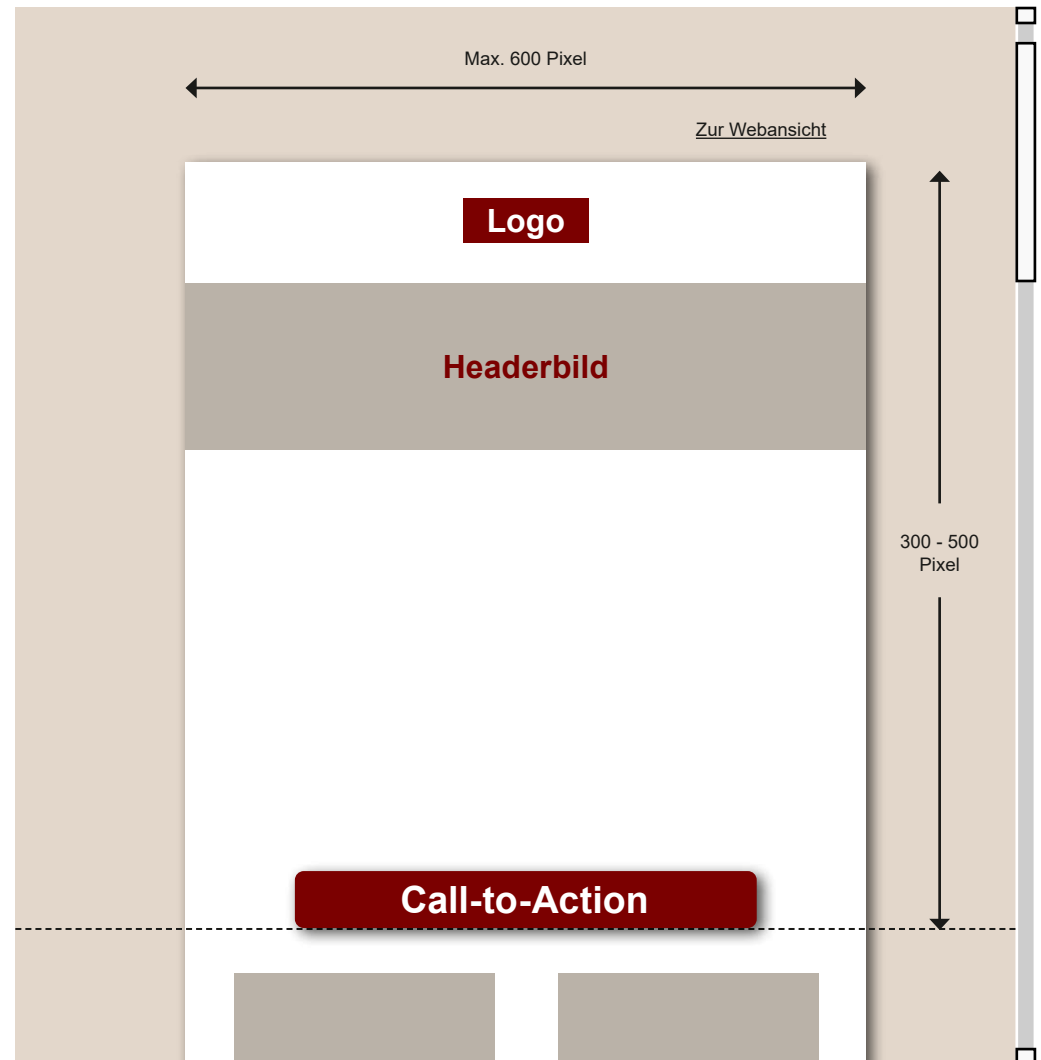 Max. 600 Pixel
Zur Webansicht
Logo
Headerbild
300 - 500
Pixel
Call-to-Action